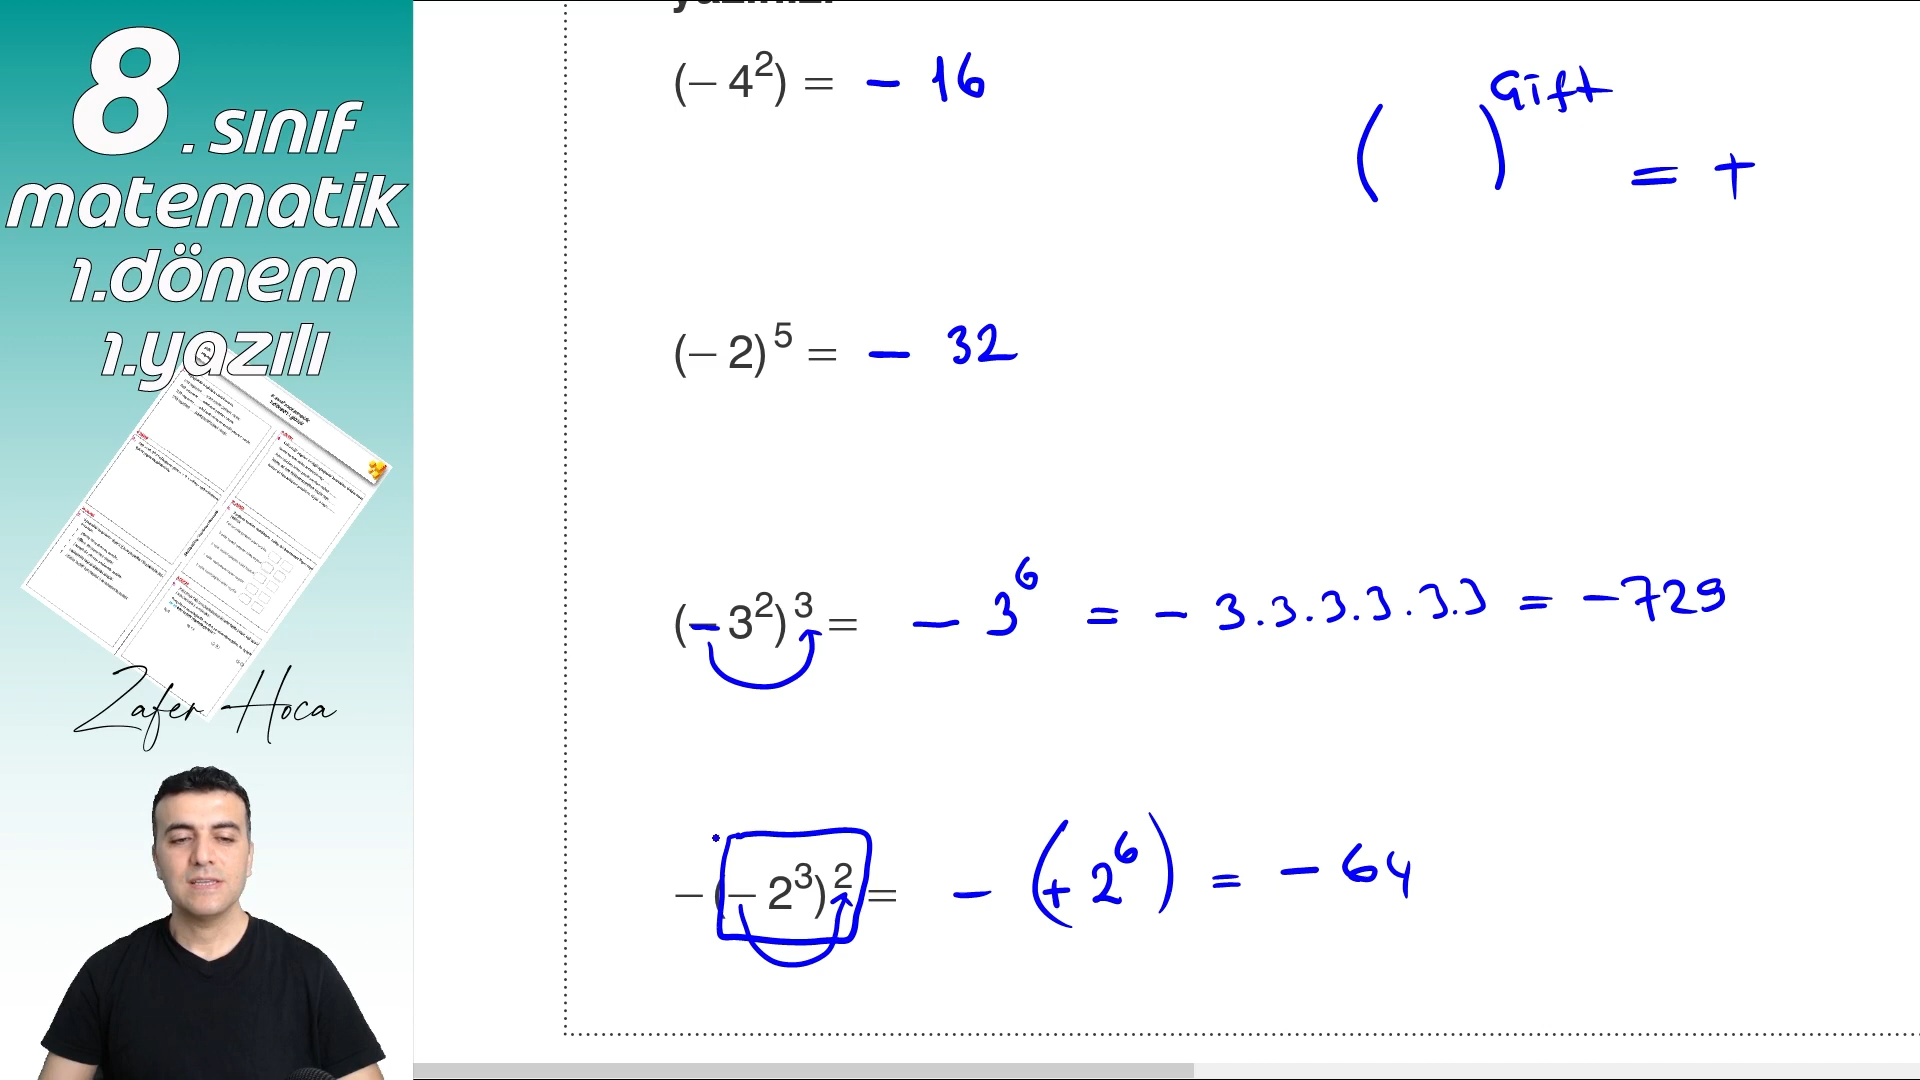 8. sınıf
matematik
1.dönem
1.yazılı
Zafer Hoca
(– 4²) = – 16
( )^çift = +
(– 2)⁵ = – 32
(– 3²)³ = – 3⁶ = – 3.3.3.3.3.3 = – 729
– (– 2³)² = – (+ 2⁶) = – 64